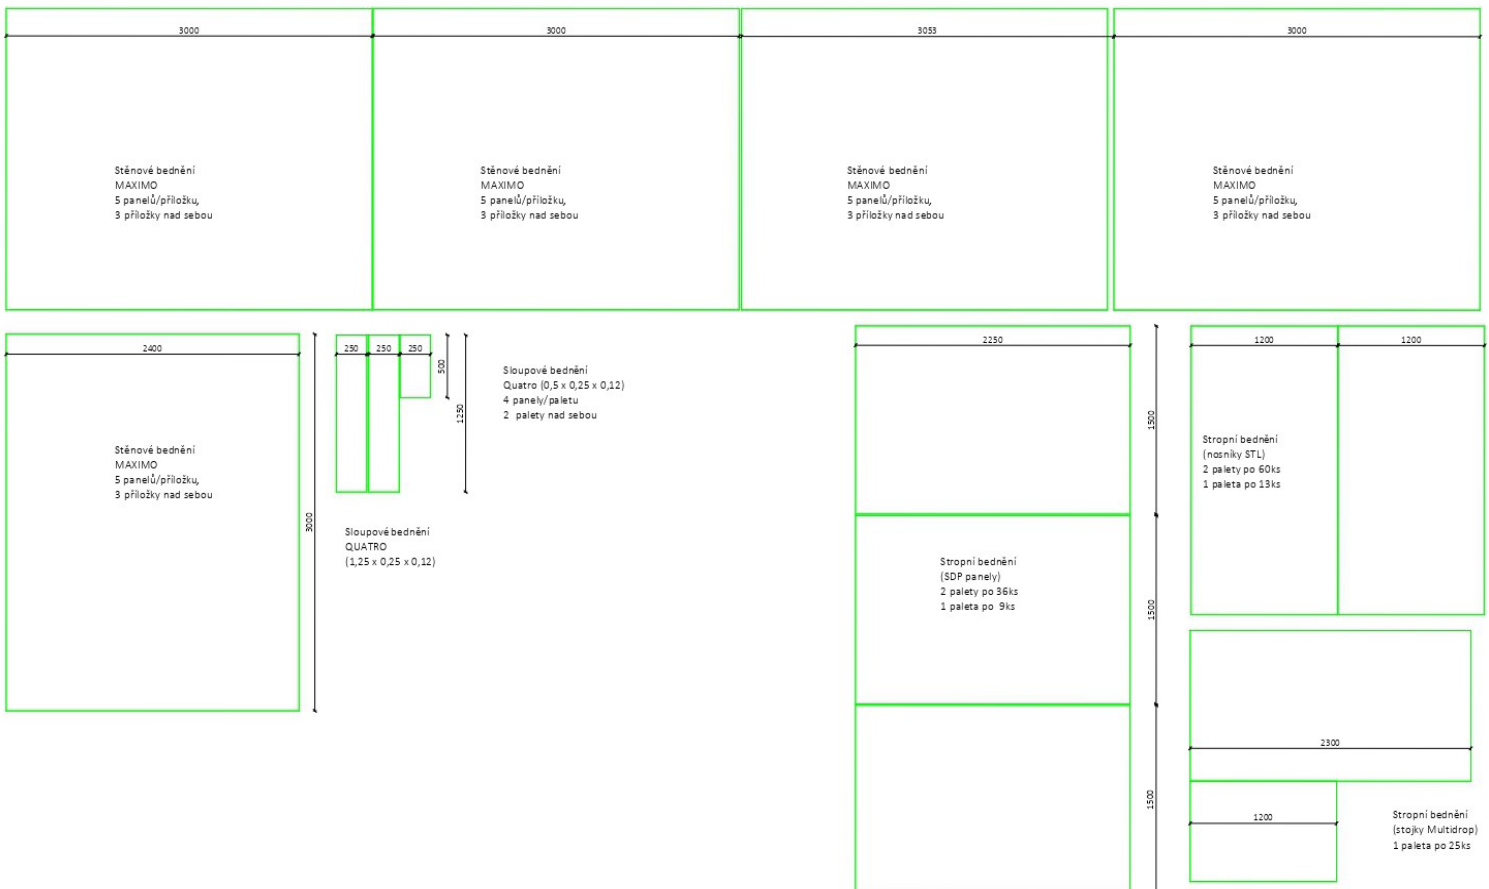 3000
3000
3053
3000
Stěnové bednění
MAXIMO
5 panelů/příložku,
3 příložky nad sebou
Stěnové bednění
MAXIMO
5 panelů/příložku,
3 příložky nad sebou
Stěnové bednění
MAXIMO
5 panelů/příložku,
3 příložky nad sebou
Stěnové bednění
MAXIMO
5 panelů/příložku,
3 příložky nad sebou
2400
3000
Stěnové bednění
MAXIMO
5 panelů/příložku,
3 příložky nad sebou
250
250
250
500
1250
Sloupové bednění
Quatro (0,5 x 0,25 x 0,12)
4 panely/paletu
2 palety nad sebou
Sloupové bednění
QUATRO
(1,25 x 0,25 x 0,12)
2250
1500
1500
1500
Stropní bednění
(SDP panely)
2 palety po 36ks
1 paleta po 9ks
1200
1200
Stropní bednění
(nosníky STL)
2 palety po 60ks
1 paleta po 13ks
2300
1200
Stropní bednění
(stojky Multidrop)
1 paleta po 25ks